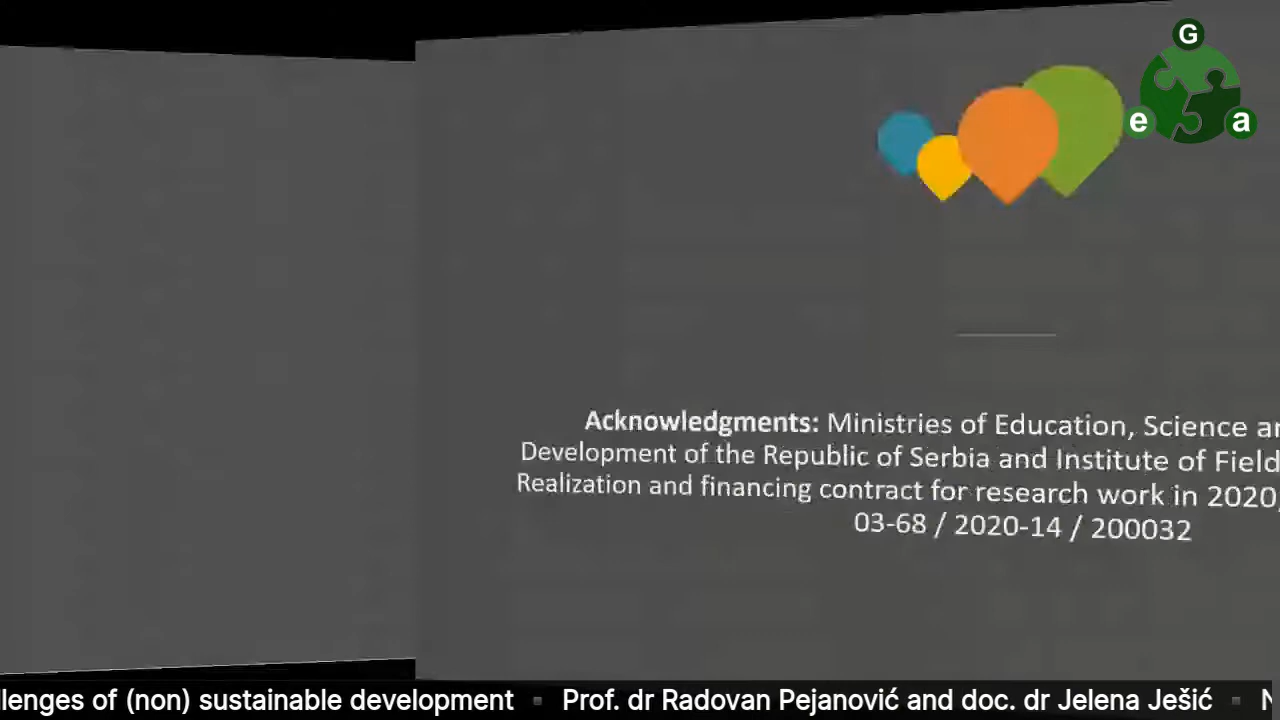 G
e a
Acknowledgments: Ministries of Education, Science
Development of the Republic of Serbia and Institute of Field
Realization and financing contract for research work in 2020,
03-68 / 2020-14 / 200032
llenges of (non) sustainable development ▪ Prof. dr Radovan Pejanović and doc. dr Jelena Ješić ▪